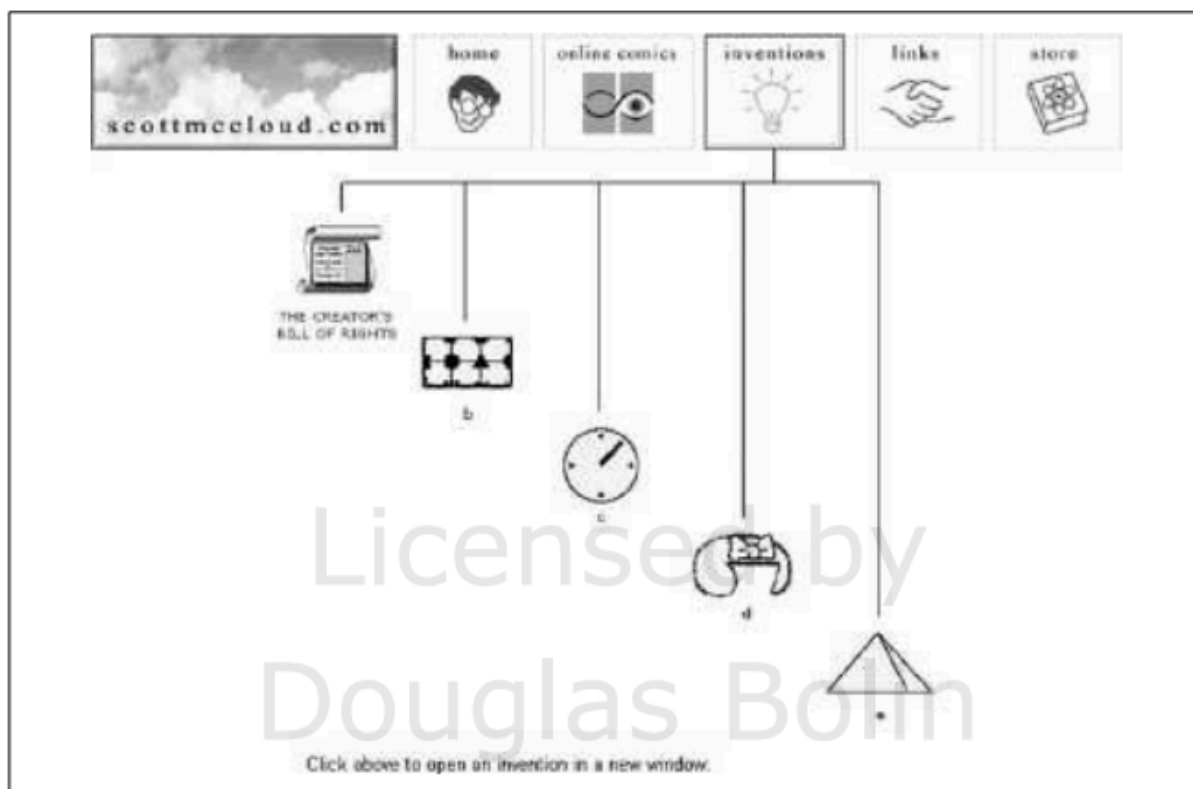 home
online comics
inventions
links
store
scottmccloud.com
THE CREATOR'S
BILL OF RIGHTS
b
c
d
Licensed by
Douglas Bolin
Click above to open an invention in a new window.